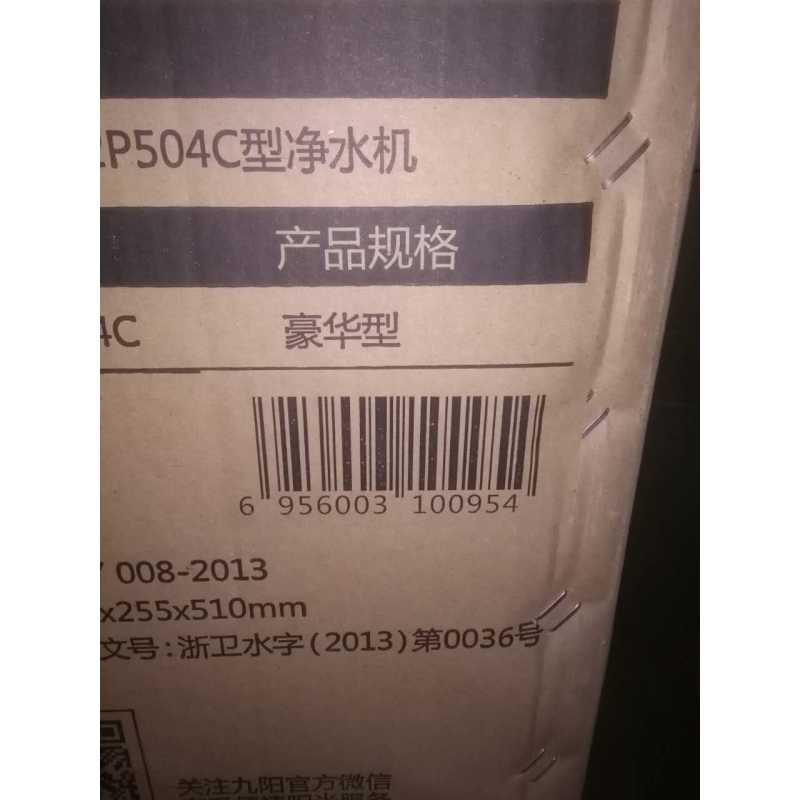 P504C型净水机
产品规格
4C 豪华型
6 956003 100954
008-2013
x255x510mm
文号:浙卫水字(2013)第0036号
关注九阳官方微信